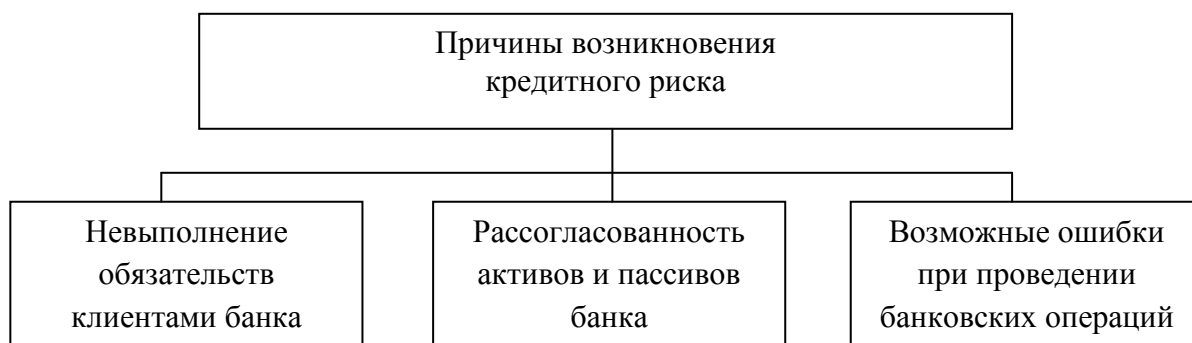 Причины возникновения
кредитного риска
Невыполнение
обязательств
клиентами банка
Рассогласованность
активов и пассивов
банка
Возможные ошибки
при проведении
банковских операций